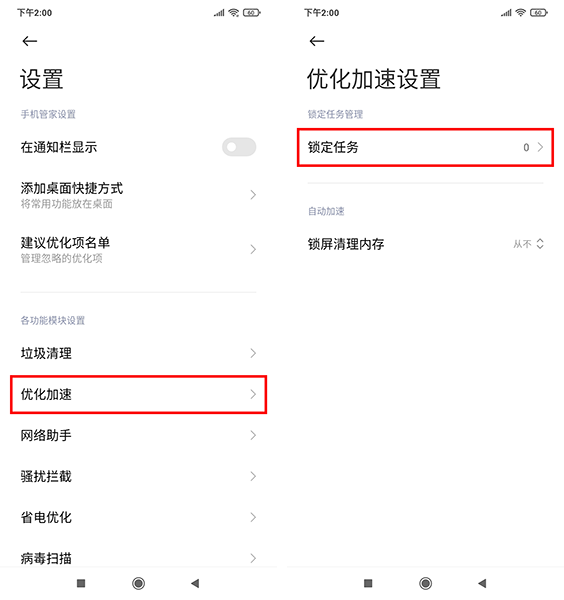 下午2:00
60
设置
手机管家设置
在通知栏显示
添加桌面快捷方式
将常用功能放在桌面
建议优化项名单
管理忽略的优化项
各功能模块设置
垃圾清理
优化加速
网络助手
骚扰拦截
省电优化
病毒扫描
下午2:00
60
优化加速设置
锁定任务管理
锁定任务 0
自动加速
锁屏清理内存 从不